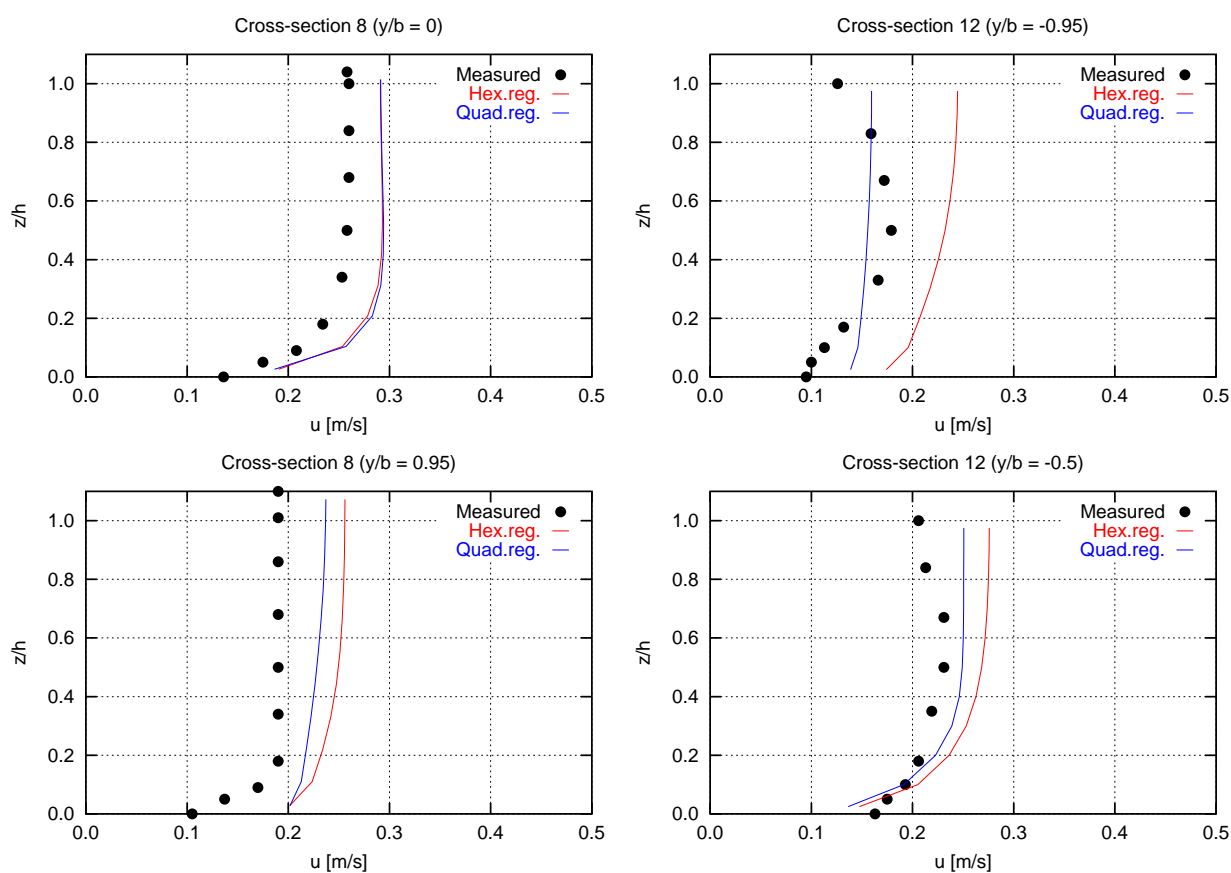 Cross-section 8 (y/b = 0)
z/h
1.0
0.8
0.6
0.4
0.2
0.0
Measured
Hex.reg.
Quad.reg.
0.0 0.1 0.2 0.3 0.4 0.5
u [m/s]
Cross-section 12 (y/b = -0.95)
z/h
1.0
0.8
0.6
0.4
0.2
0.0
Measured
Hex.reg.
Quad.reg.
0.0 0.1 0.2 0.3 0.4 0.5
u [m/s]
Cross-section 8 (y/b = 0.95)
z/h
1.0
0.8
0.6
0.4
0.2
0.0
Measured
Hex.reg.
Quad.reg.
0.0 0.1 0.2 0.3 0.4 0.5
u [m/s]
Cross-section 12 (y/b = -0.5)
z/h
1.0
0.8
0.6
0.4
0.2
0.0
Measured
Hex.reg.
Quad.reg.
0.0 0.1 0.2 0.3 0.4 0.5
u [m/s]